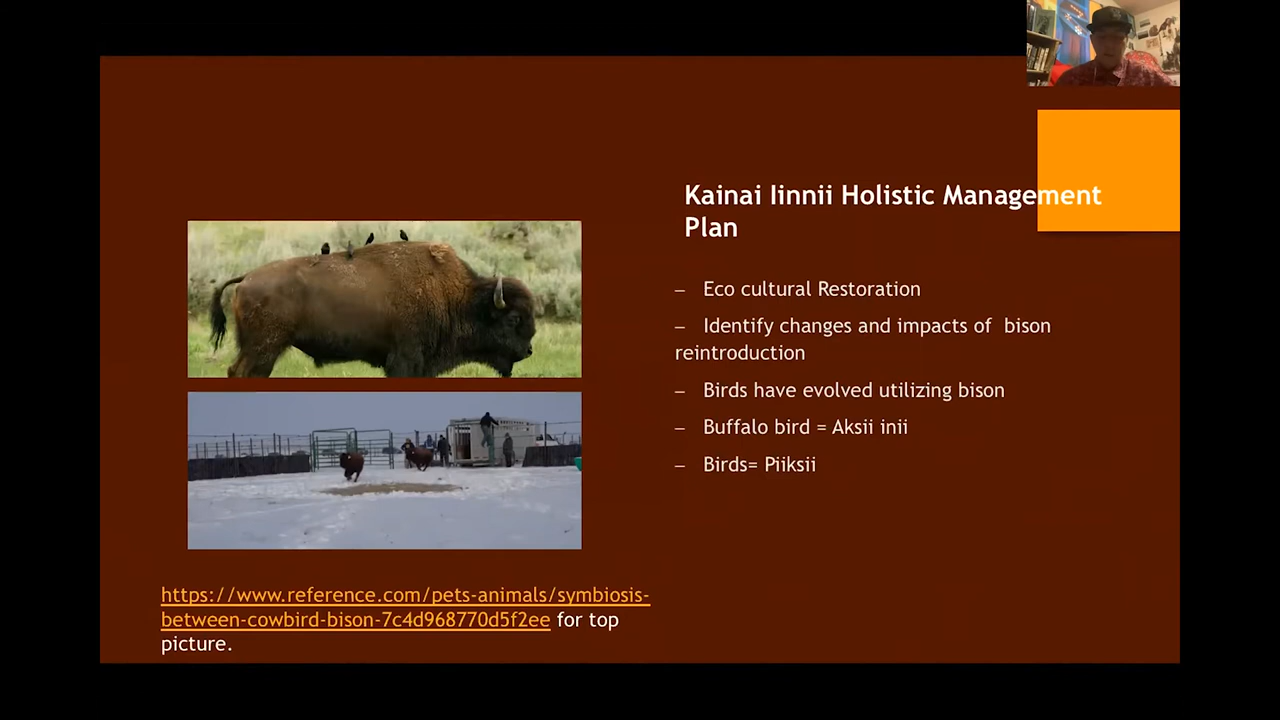 Kainai Iinnii Holistic Management
Plan
– Eco cultural Restoration
– Identify changes and impacts of  bison
reintroduction
– Birds have evolved utilizing bison
– Buffalo bird = Aksii inii
– Birds= Piiksii
https://www.reference.com/pets-animals/symbiosis-
between-cowbird-bison-7c4d968770d5f2ee for top
picture.